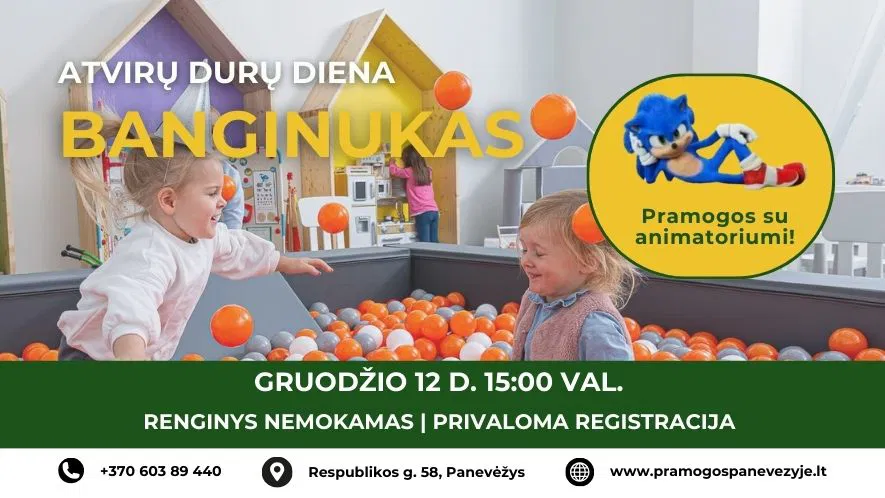 ATVIRŲ DURŲ DIENA
BANGINUKAS
Pramogos su
animatoriumi!
GRUODŽIO 12 D. 15:00 VAL.
RENGINYS NEMOKAMAS | PRIVALOMA REGISTRACIJA
+370 603 89 440
Respublikos g. 58, Panevėžys
www.pramogospanevezyje.lt